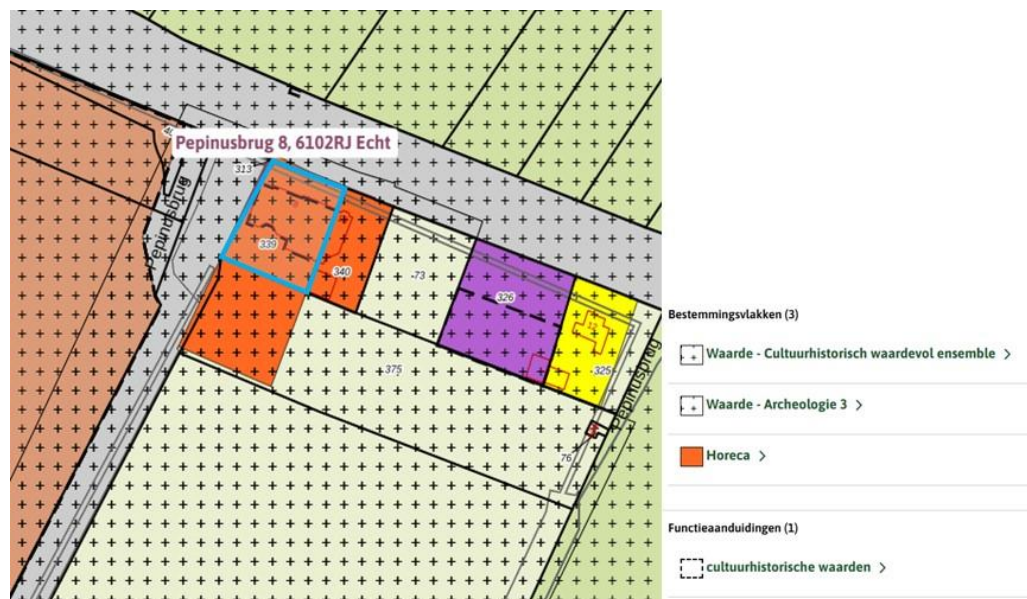 Pepinusbrug 8, 6102RJ Echt
313
Pepinusbrug
339
340
73
326
325
375
Pepinusbrug
76
Bestemmingsvlakken (3)
Waarde - Cultuurhistorisch waardevol ensemble
Waarde - Archeologie 3
Horeca
Functieaanduidingen (1)
cultuurhistorische waarden